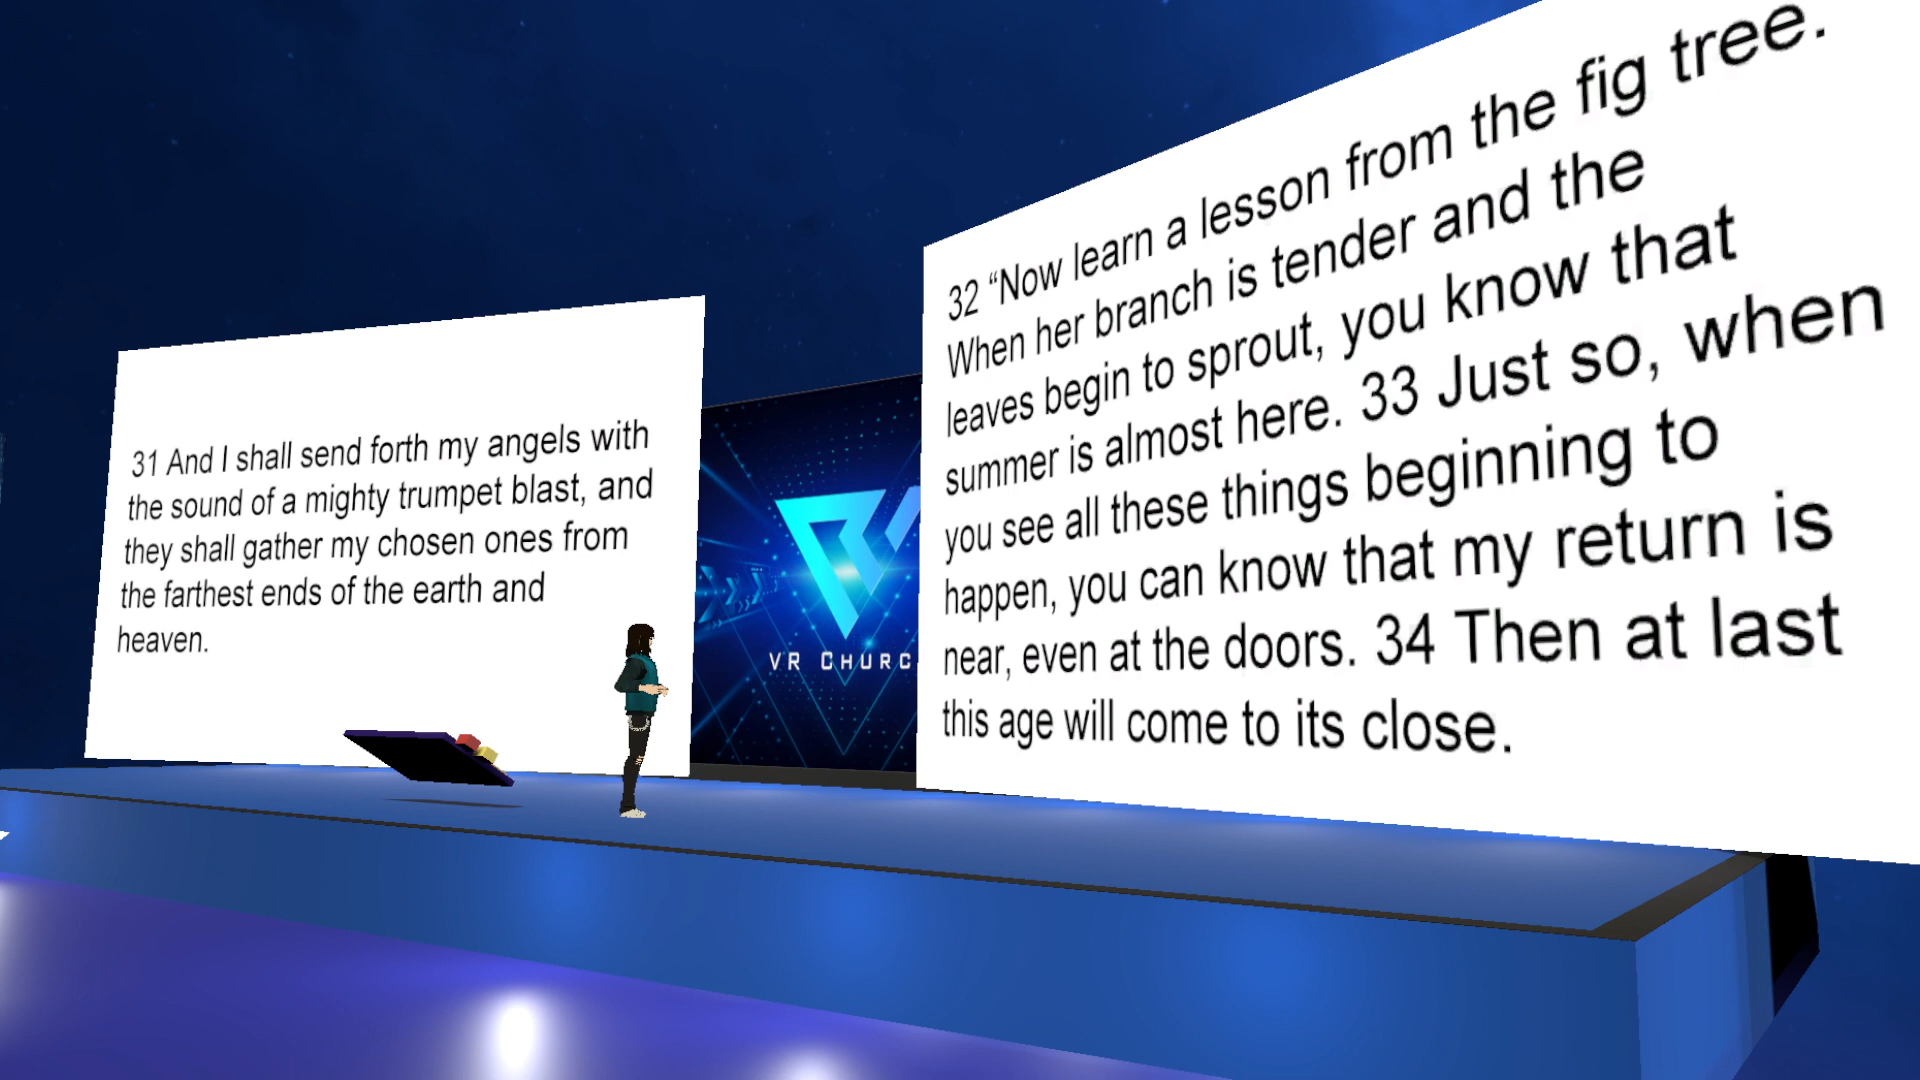 31 And I shall send forth my angels with
the sound of a mighty trumpet blast, and
they shall gather my chosen ones from
the farthest ends of the earth and
heaven.
VR CHURC
32 “Now learn a lesson from the fig tree.
When her branch is tender and the
leaves begin to sprout, you know that
summer is almost here. 33 Just so, when
you see all these things beginning to
happen, you can know that my return is
near, even at the doors. 34 Then at last
this age will come to its close.